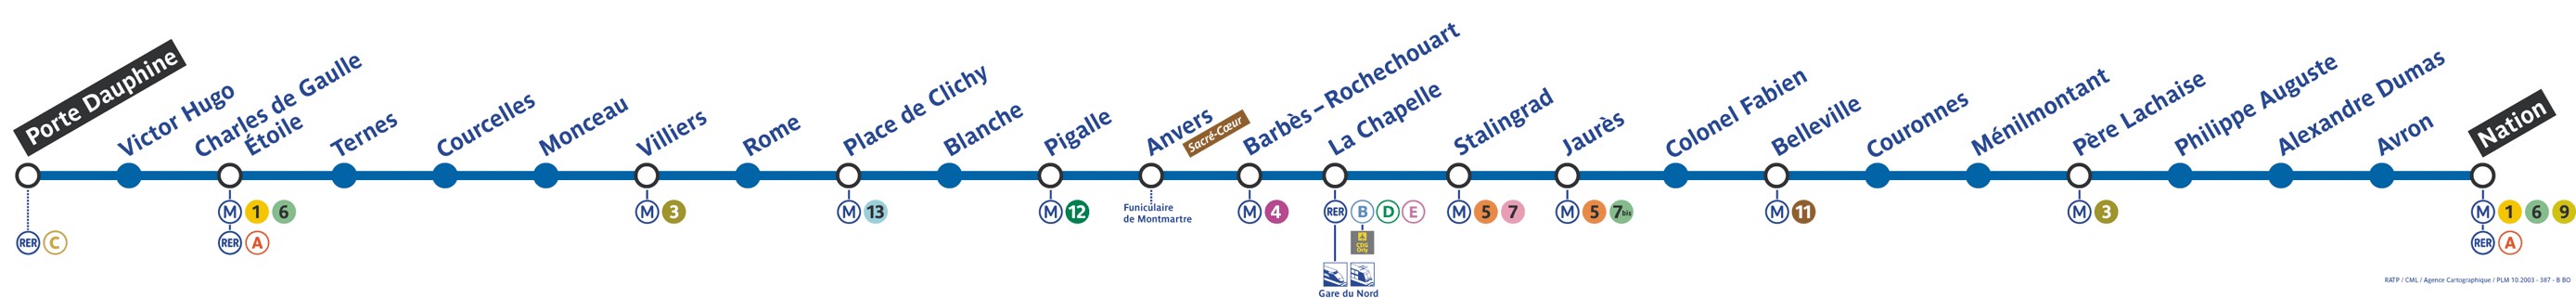 Porte Dauphine
Victor Hugo
Charles de Gaulle
Étoile
Ternes
Courcelles
Monceau
Villiers
Rome
Place de Clichy
Blanche
Pigalle
Anvers
Sacré-Cœur
Barbès – Rochechouart
La Chapelle
Stalingrad
Jaurès
Colonel Fabien
Belleville
Couronnes
Ménilmontant
Père Lachaise
Philippe Auguste
Alexandre Dumas
Avron
Nation
RER C
M 1 6
RER A
M 3
M 13
M 12
Funiculaire
de Montmartre
M 4
RER B D E
CDG
Orly
Gare du Nord
M 5 7
M 5 7bis
M 11
M 3
M 1 6 9
RER A
RATP / CML / Agence Cartographique / PLM 10.2003 - 387 - B BO